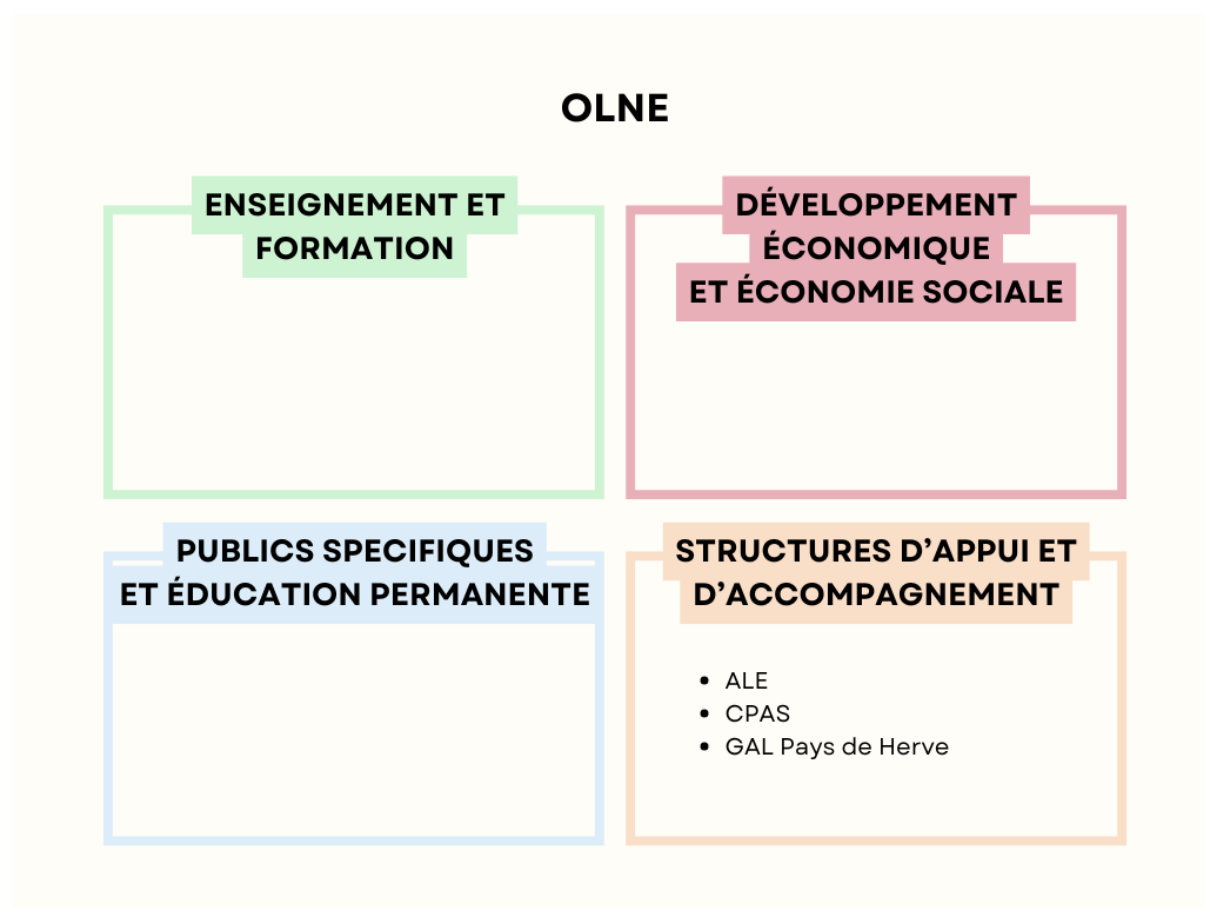 OLNE
ENSEIGNEMENT ET
FORMATION
DÉVELOPPEMENT
ÉCONOMIQUE
ET ÉCONOMIE SOCIALE
PUBLICS SPECIFIQUES
ET ÉDUCATION PERMANENTE
STRUCTURES D’APPUI ET
D’ACCOMPAGNEMENT
• ALE
• CPAS
• GAL Pays de Herve